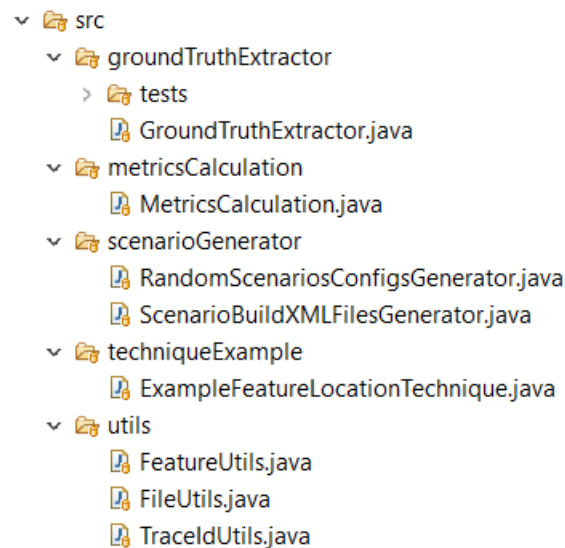 src
groundTruthExtractor
tests
GroundTruthExtractor.java
metricsCalculation
MetricsCalculation.java
scenarioGenerator
RandomScenariosConfigsGenerator.java
ScenarioBuildXMLFilesGenerator.java
techniqueExample
ExampleFeatureLocationTechnique.java
utils
FeatureUtils.java
FileUtils.java
TraceIdUtils.java